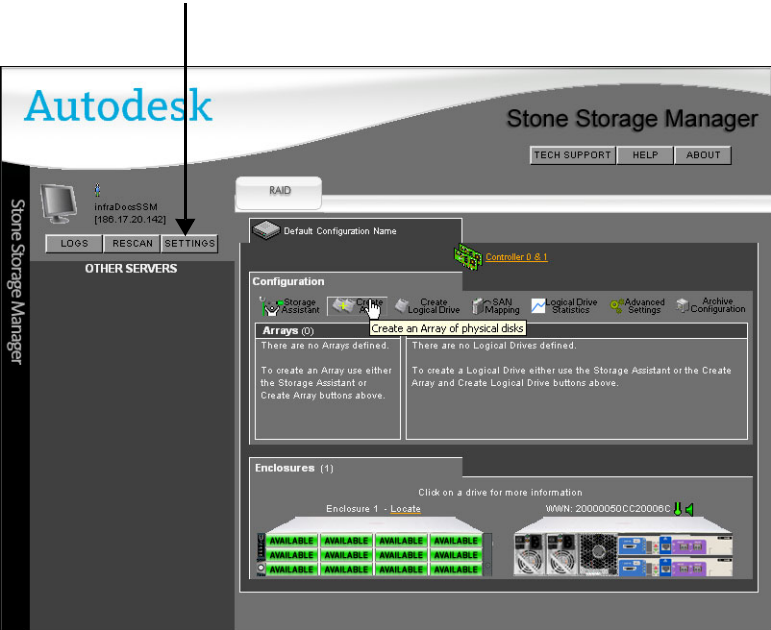 Autodesk
Stone Storage Manager
TECH SUPPORT HELP ABOUT
Stone Storage Manager
infraDocsSSM
[186.17.20.142]
LOGS RESCAN SETTINGS
OTHER SERVERS
RAID
Default Configuration Name
Controller 0 & 1
Configuration
Storage Assistant
Create
Create Logical Drive
SAN Mapping
Logical Drive Statistics
Advanced Settings
Archive Configuration
Create an Array of physical disks
Arrays (0)
There are no Arrays defined.
To create an Array use either
the Storage Assistant or
Create Array buttons above.
There are no Logical Drives defined.
To create a Logical Drive either use the Storage Assistant or the Create
Array and Create Logical Drive buttons above.
Enclosures (1)
Click on a drive for more information
Enclosure 1 - Locate
WWN: 20000050CC20006C
AVAILABLE AVAILABLE AVAILABLE AVAILABLE
AVAILABLE AVAILABLE AVAILABLE AVAILABLE
AVAILABLE AVAILABLE AVAILABLE AVAILABLE